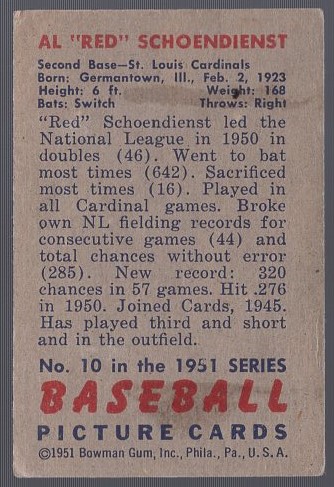 AL "RED" SCHOENDIENST
Second Base—St. Louis Cardinals
Born: Germantown, Ill., Feb. 2, 1923
Height: 6 ft. Weight: 168
Bats: Switch Throws: Right
"Red" Schoendienst led the
National League in 1950 in
doubles (46). Went to bat
most times (642). Sacrificed
most times (16). Played in
all Cardinal games. Broke
own NL fielding records for
consecutive games (44) and
total chances without error
(285). New record: 320
chances in 57 games. Hit .276
in 1950. Joined Cards, 1945.
Has played third and short
and in the outfield.
No. 10 in the 1951 SERIES
BASEBALL
PICTURE CARDS
©1951 Bowman Gum, Inc., Phila., Pa., U. S. A.